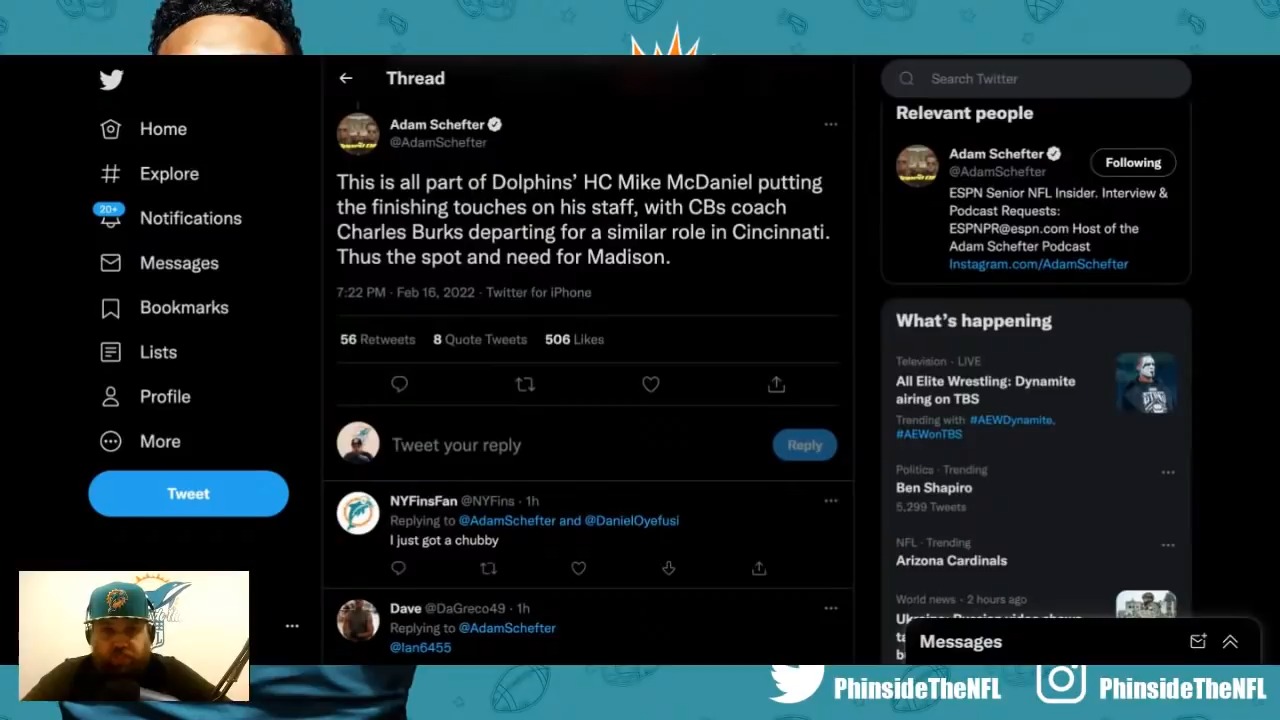 Home
Explore
20+
Notifications
Messages
Bookmarks
Lists
Profile
More
Tweet
Thread
Adam Schefter
@AdamSchefter
This is all part of Dolphins’ HC Mike McDaniel putting
the finishing touches on his staff, with CBs coach
Charles Burks departing for a similar role in Cincinnati.
Thus the spot and need for Madison.
7:22 PM · Feb 16, 2022 · Twitter for iPhone
56 Retweets 8 Quote Tweets 506 Likes
Tweet your reply
Reply
NYFinsFan @NYFins · 1h
Replying to @AdamSchefter and @DanielOyefusi
I just got a chubby
Dave @DaGreco49 · 1h
Replying to @AdamSchefter
@Ian6455
Search Twitter
Relevant people
Adam Schefter
@AdamSchefter
Following
ESPN Senior NFL Insider. Interview &
Podcast Requests:
ESPNPR@espn.com Host of the
Adam Schefter Podcast
Instagram.com/AdamSchefter
What’s happening
Television · LIVE
All Elite Wrestling: Dynamite
airing on TBS
Trending with #AEWDynamite,
#AEWonTBS
Politics · Trending
Ben Shapiro
5,299 Tweets
NFL · Trending
Arizona Cardinals
World news · 2 hours ago
Messages
PhinsideTheNFL
PhinsideTheNFL